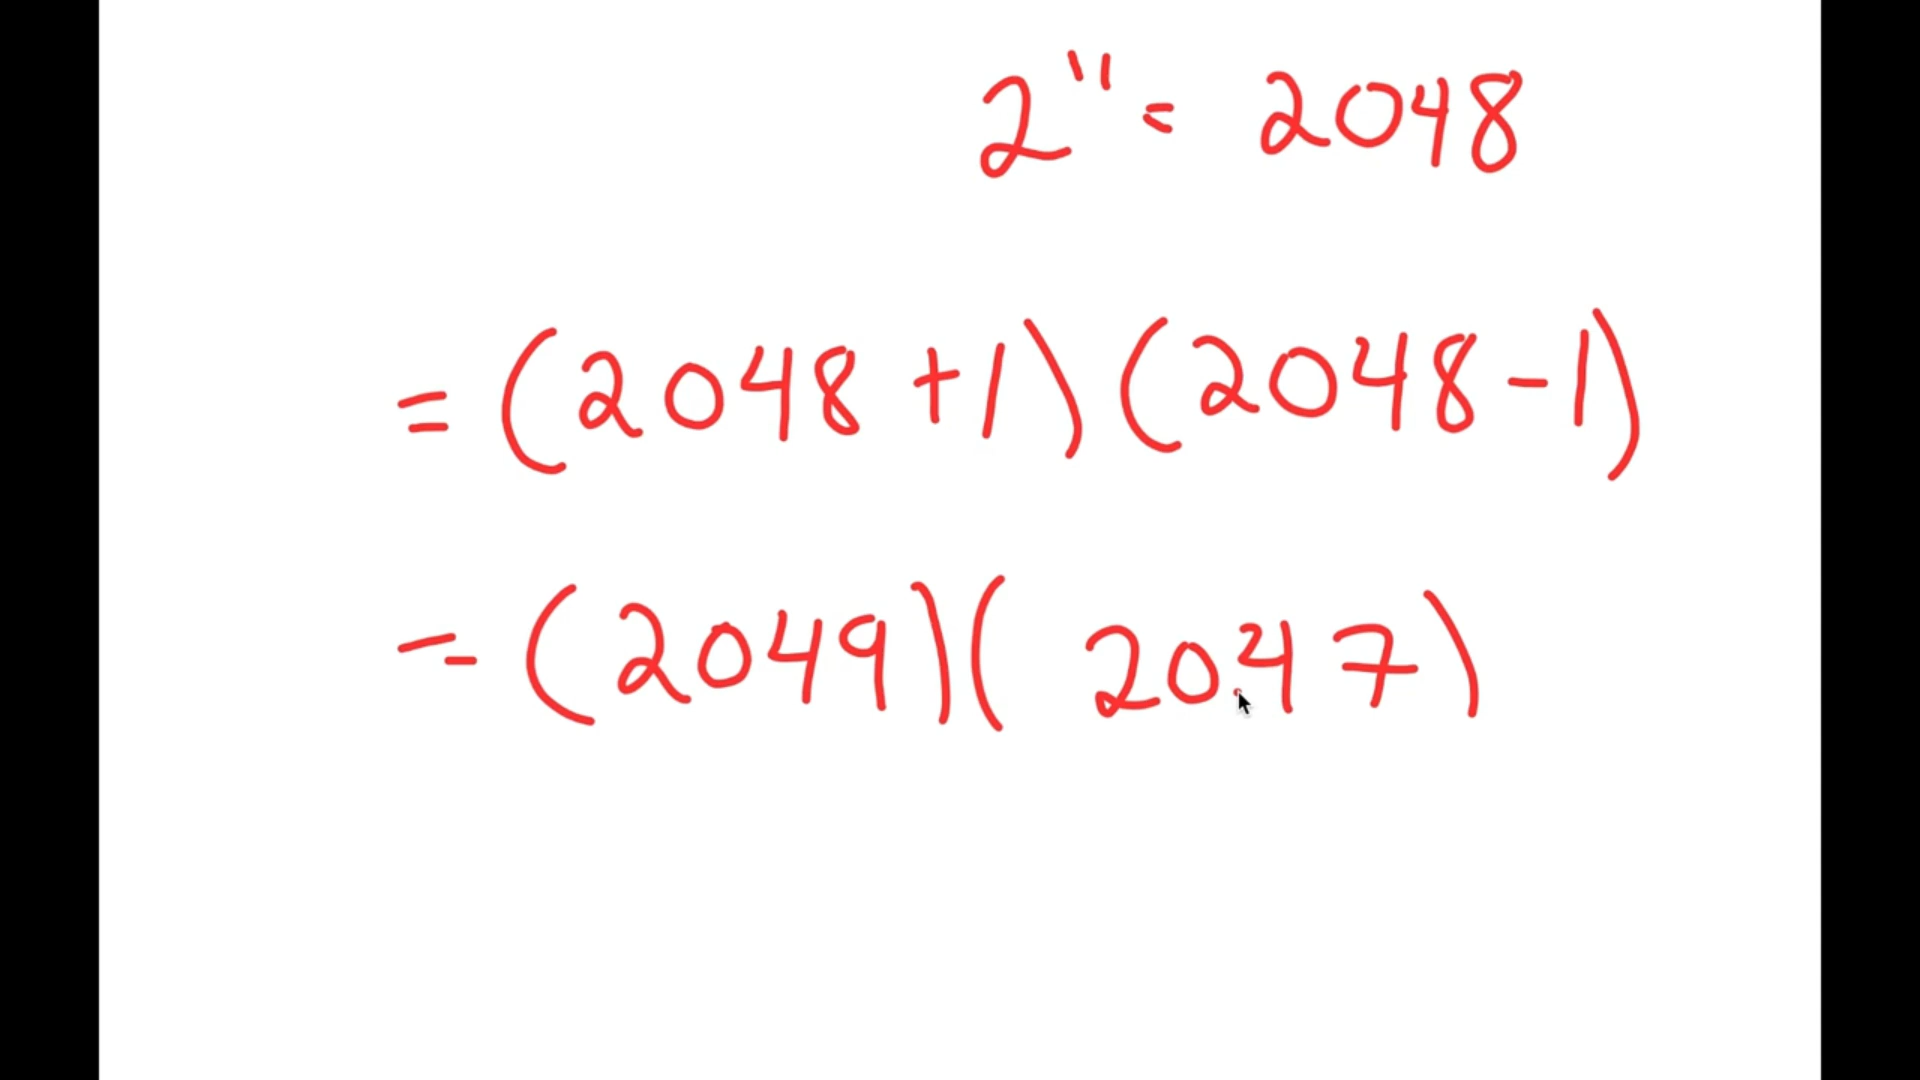 2¹¹ = 2048
= (2048 + 1) (2048 - 1)
= (2049) (2047)